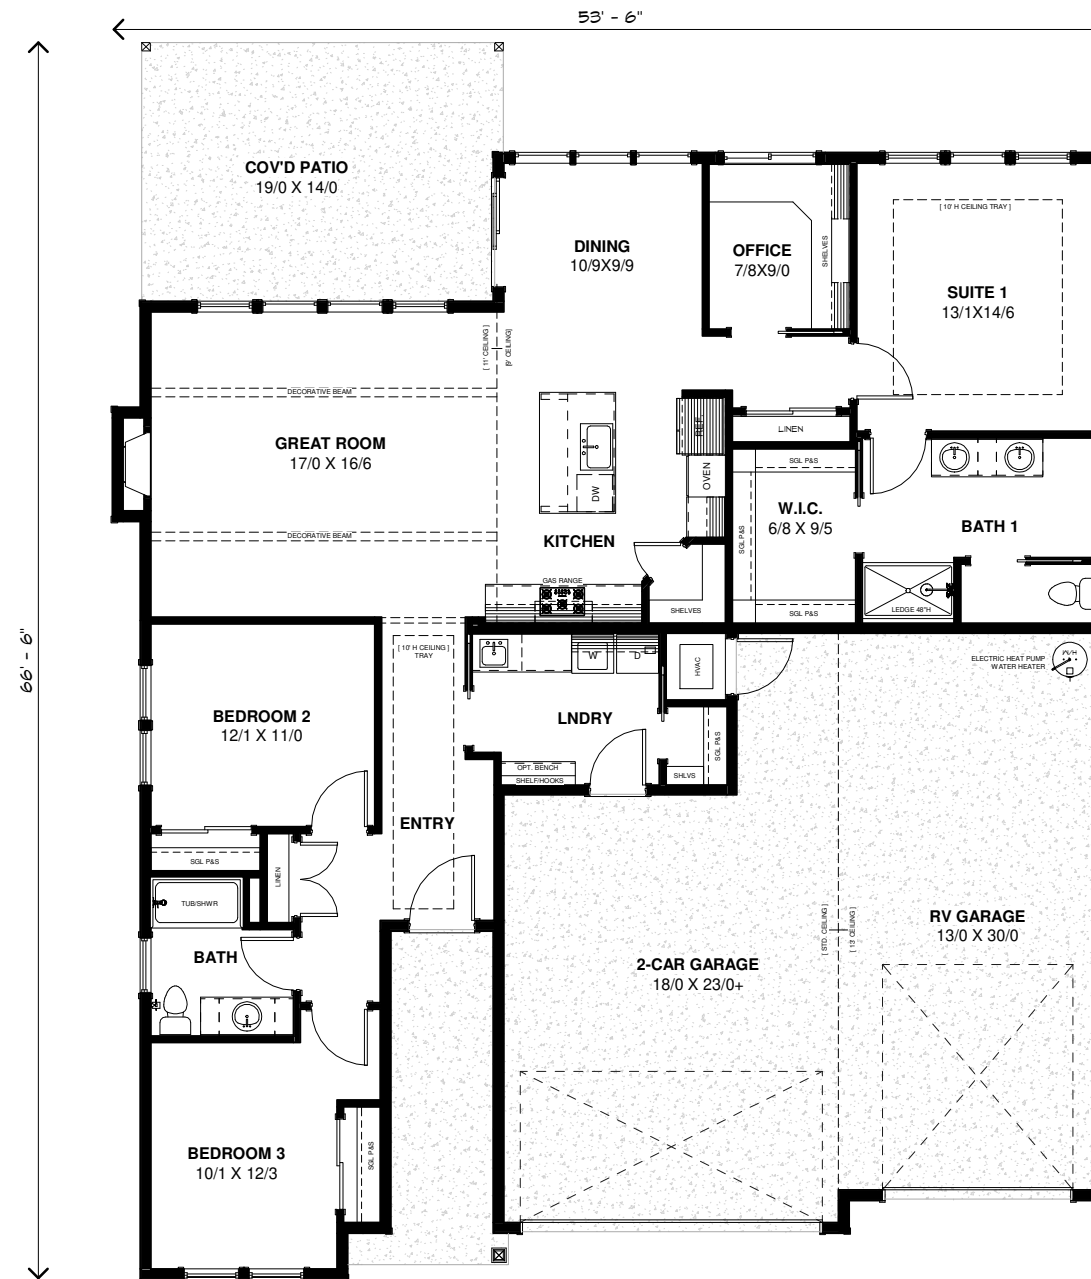 53' - 6"
66' - 6"
COV'D PATIO
19/0 X 14/0
DINING
10/9X9/9
OFFICE
7/8X9/0
SHELVES
[ 10' H CEILING TRAY ]
SUITE 1
13/1X14/6
[ 11' CEILING ]
[9' CEILING]
DECORATIVE BEAM
GREAT ROOM
17/0 X 16/6
DECORATIVE BEAM
REF.
OVEN
DW
KITCHEN
GAS RANGE
SHELVES
LINEN
SGL P&S
SGL P&S
W.I.C.
6/8 X 9/5
SGL P&S
BATH 1
LEDGE 48"H
[ 10' H CEILING ]
TRAY
W
D
HVAC
ELECTRIC HEAT PUMP
WATER HEATER
W/H
BEDROOM 2
12/1 X 11/0
LNDRY
SGL P&S
OPT. BENCH
SHELF/HOOKS
SHLVS
ENTRY
SGL P&S
LINEN
TUB/SHWR
BATH
2-CAR GARAGE
18/0 X 23/0+
[ STD. CEILING ]
[ 13' CEILING ]
RV GARAGE
13/0 X 30/0
BEDROOM 3
10/1 X 12/3
SGL P&S